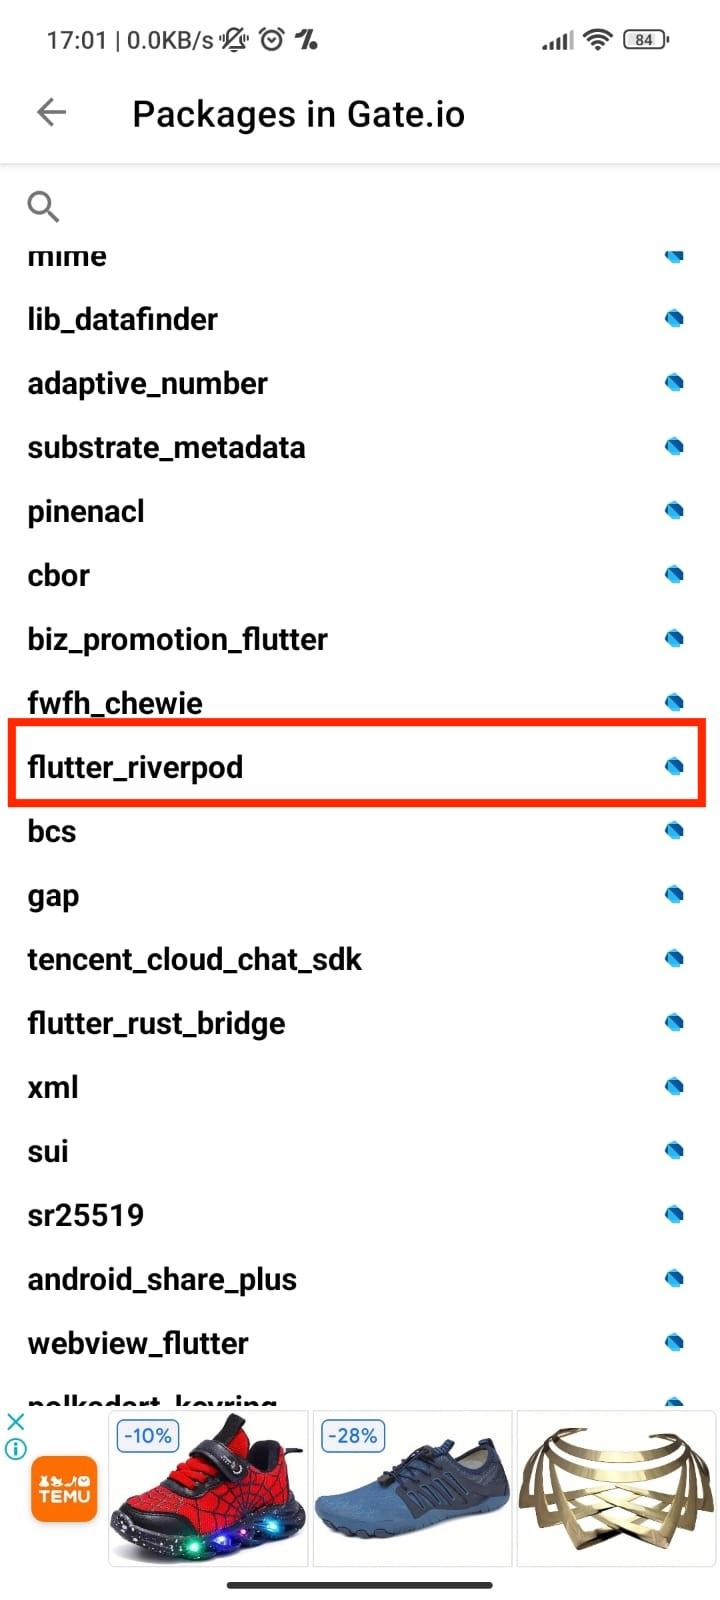 17:01 | 0.0KB/s
84
Packages in Gate.io
mime
lib_datafinder
adaptive_number
substrate_metadata
pinenacl
cbor
biz_promotion_flutter
fwfh_chewie
flutter_riverpod
bcs
gap
tencent_cloud_chat_sdk
flutter_rust_bridge
xml
sui
sr25519
android_share_plus
webview_flutter
polkadart_keyring
-10%
-28%
TEMU